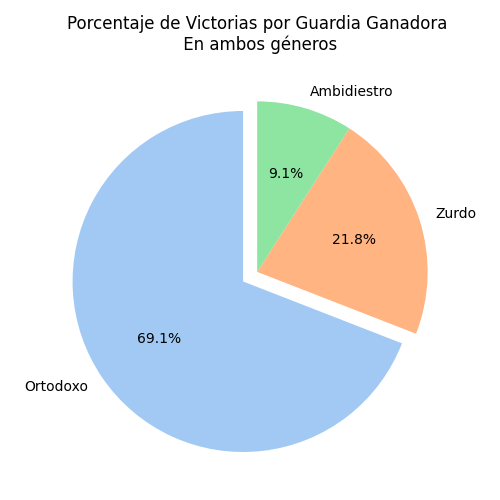 Porcentaje de Victorias por Guardia Ganadora
En ambos géneros
Ambidiestro
9.1%
Zurdo
21.8%
69.1%
Ortodoxo